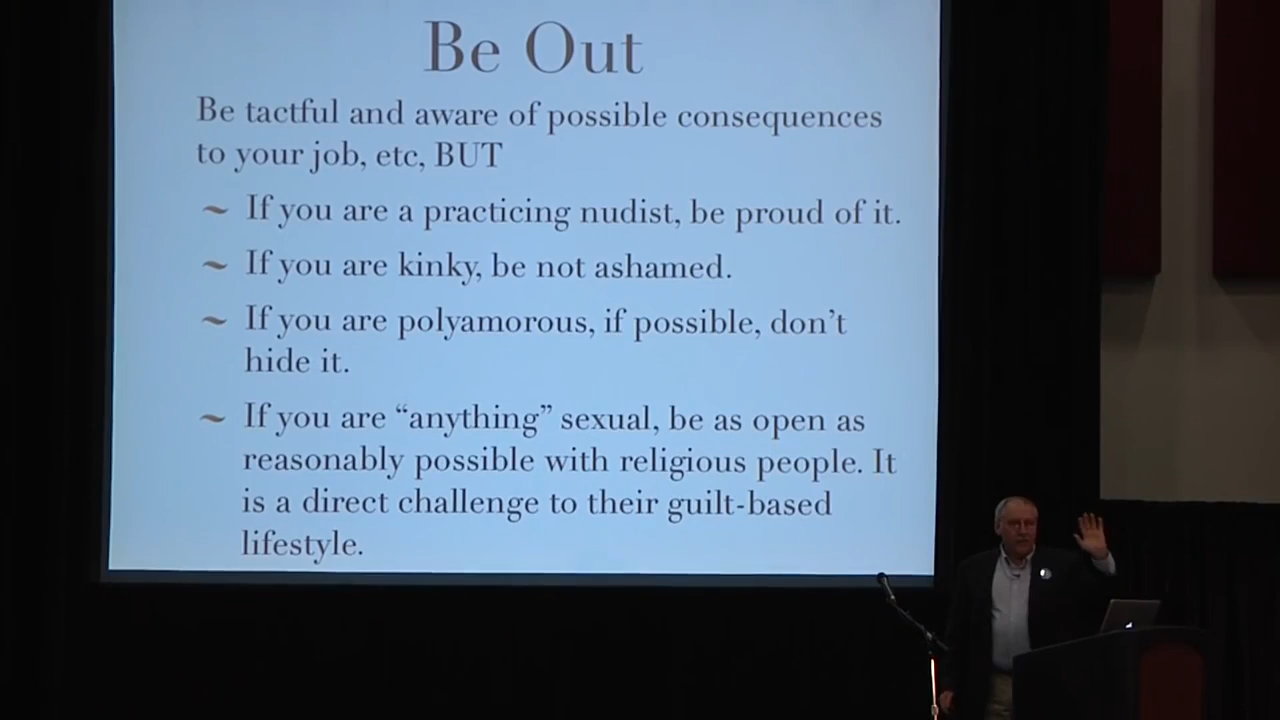 Be Out
Be tactful and aware of possible consequences
to your job, etc, BUT
~ If you are a practicing nudist, be proud of it.
~ If you are kinky, be not ashamed.
~ If you are polyamorous, if possible, don’t
hide it.
~ If you are “anything” sexual, be as open as
reasonably possible with religious people. It
is a direct challenge to their guilt-based
lifestyle.